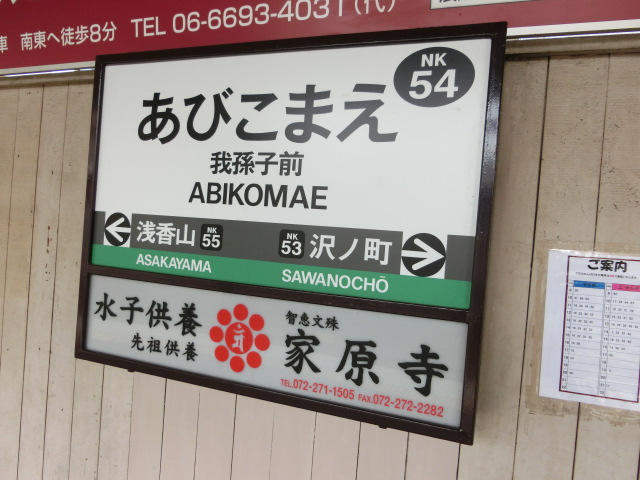 車 南東へ徒歩8分 TEL 06-6693-4031(代)
NK
54
あびこまえ
我孫子前
ABIKOMAE
浅香山 NK 55
NK 53 沢ノ町
ASAKAYAMA
SAWANOCHŌ
水子供養
先祖供養
智恵文殊
家原寺
TEL.072-271-1505 FAX.072-272-2282
ご案内